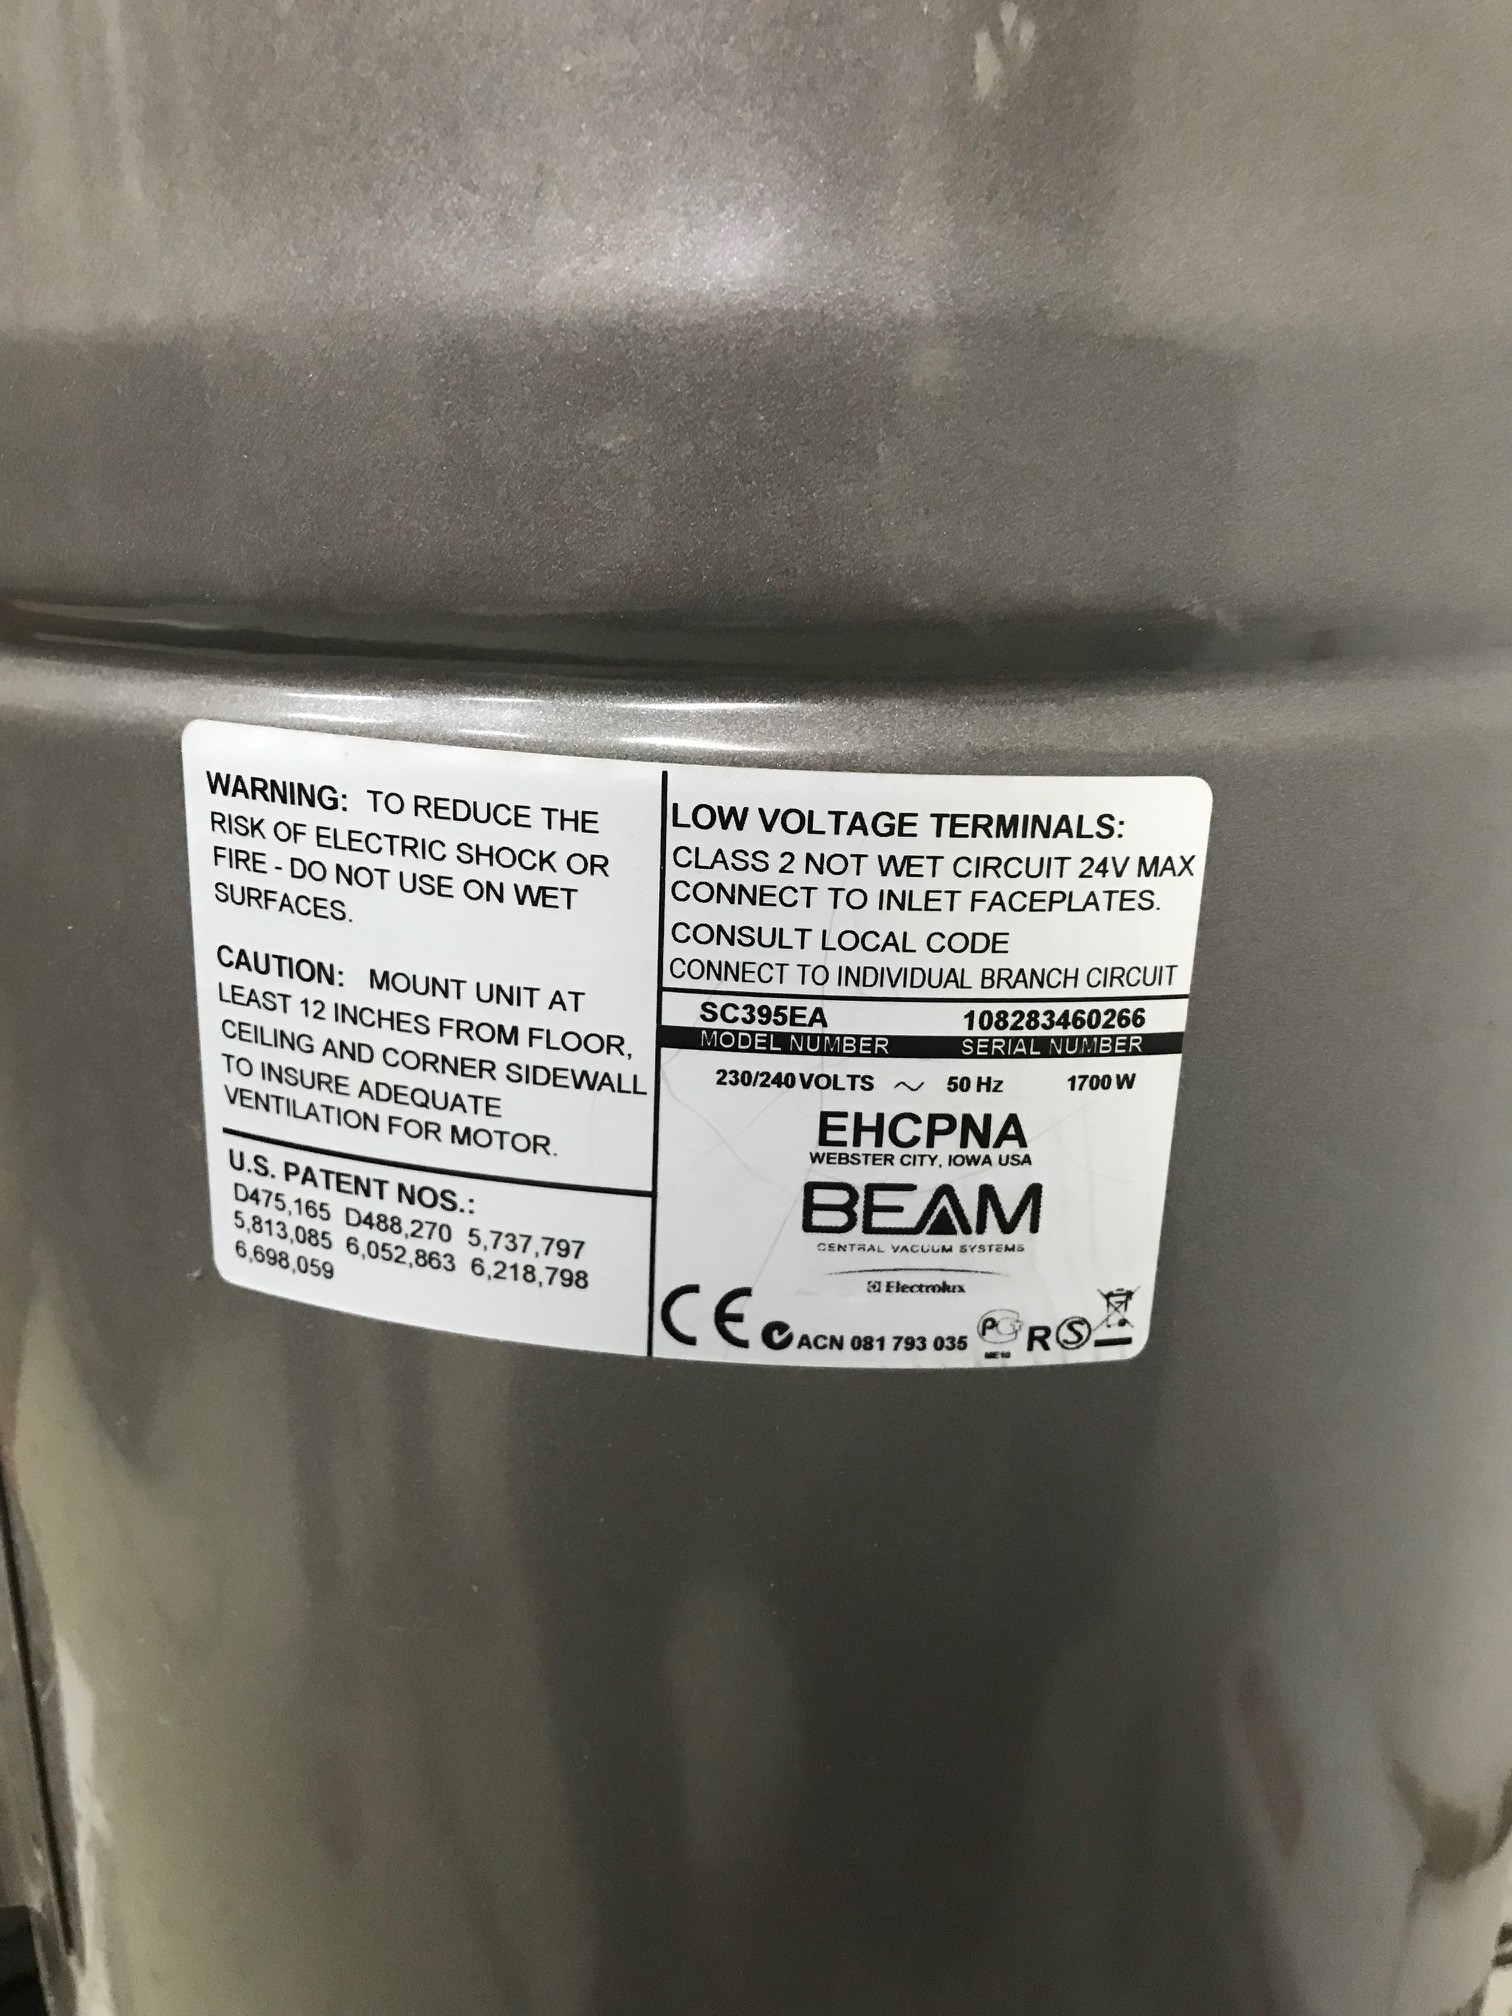 WARNING: TO REDUCE THE
RISK OF ELECTRIC SHOCK OR
FIRE - DO NOT USE ON WET
SURFACES.
CAUTION: MOUNT UNIT AT
LEAST 12 INCHES FROM FLOOR,
CEILING AND CORNER SIDEWALL
TO INSURE ADEQUATE
VENTILATION FOR MOTOR.
U.S. PATENT NOS.:
D475,165 D488,270 5,737,797
5,813,085 6,052,863 6,218,798
6,698,059
LOW VOLTAGE TERMINALS:
CLASS 2 NOT WET CIRCUIT 24V MAX
CONNECT TO INLET FACEPLATES.
CONSULT LOCAL CODE
CONNECT TO INDIVIDUAL BRANCH CIRCUIT
SC395EA 108283460266
MODEL NUMBER SERIAL NUMBER
230/240 VOLTS ~ 50 Hz 1700 W
EHCPNA
WEBSTER CITY, IOWA USA
BEAM
CENTRAL VACUUM SYSTEMS
Electrolux
CE ACN 081 793 035 R S
ME10